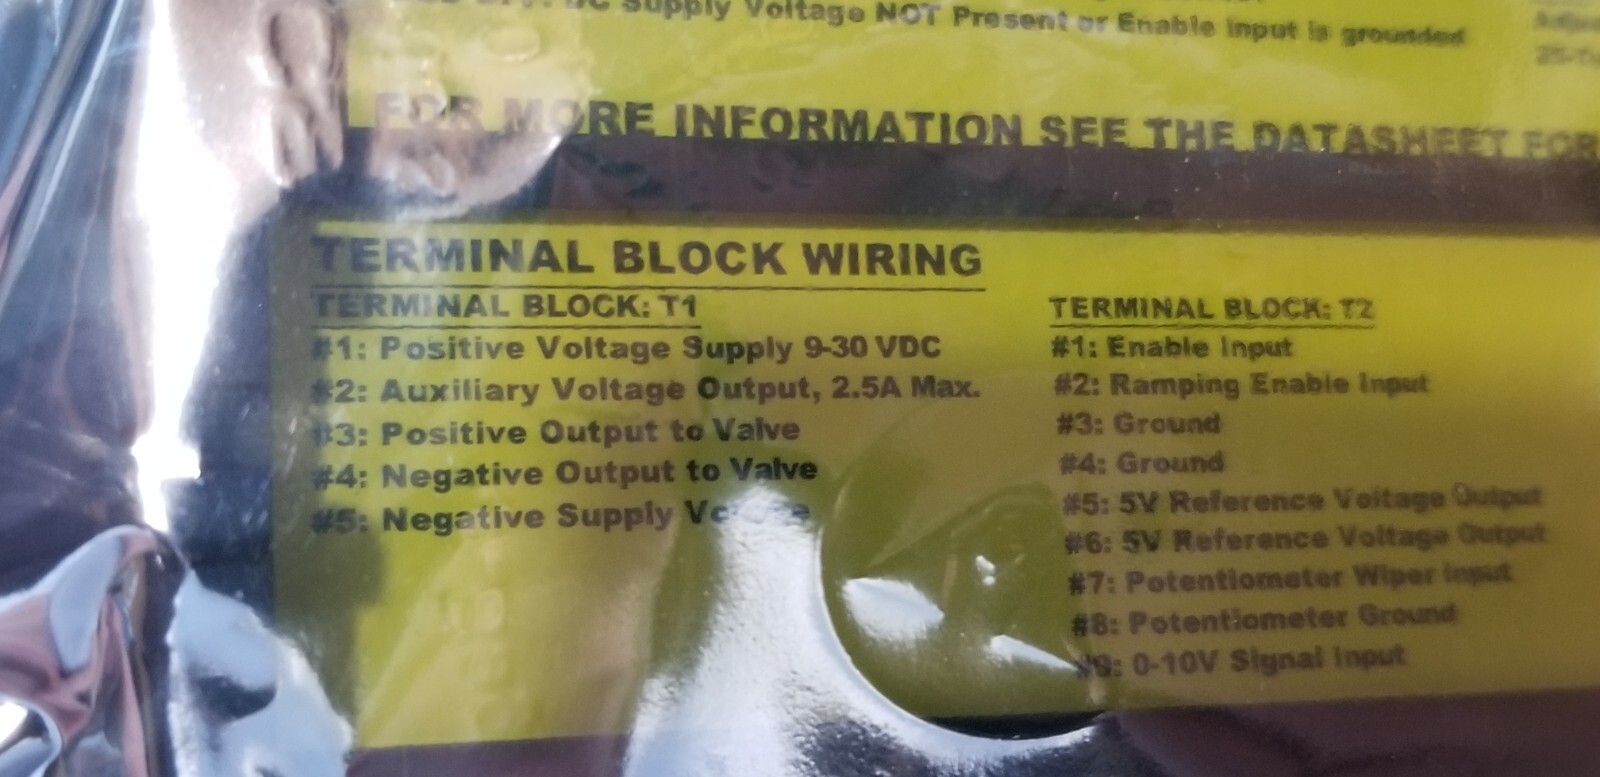 Supply Voltage NOT Present or Enable Input is grounded
FOR MORE INFORMATION SEE THE DATASHEET FOR
TERMINAL BLOCK WIRING
TERMINAL BLOCK: T1
#1: Positive Voltage Supply 9-30 VDC
#2: Auxiliary Voltage Output, 2.5A Max.
#3: Positive Output to Valve
#4: Negative Output to Valve
#5: Negative Supply
TERMINAL BLOCK: T2
#1: Enable Input
#2: Ramping Enable Input
#3: Ground
#4: Ground
#5: 5V Reference Voltage Output
#6: 5V Reference Voltage Output
#7: Potentiometer Wiper Input
#8: Potentiometer Ground
#9: 0-10V Signal Input